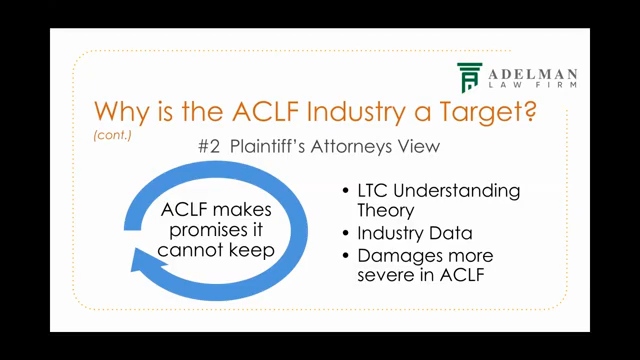 ADELMAN
LAW FIRM
Why is the ACLF Industry a Target?
(cont.)
#2 Plaintiff's Attorneys View
ACLF makes
promises it
cannot keep
• LTC Understanding
Theory
• Industry Data
• Damages more
severe in ACLF